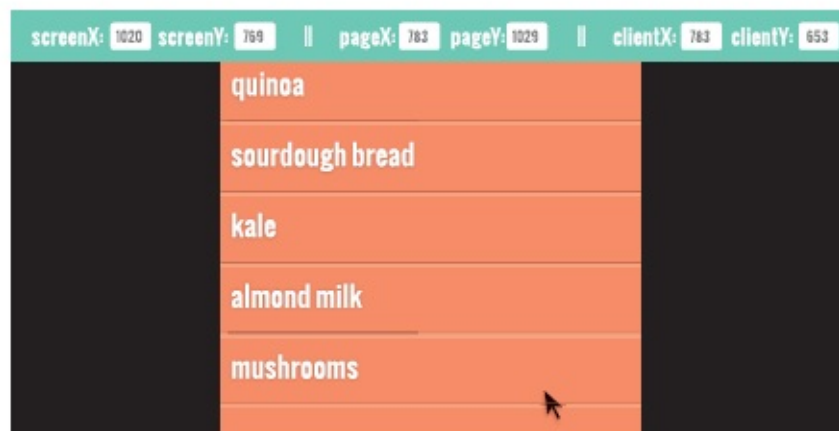 screenX: 1020 screenY: 769 || pageX: 783 pageY: 1029 || clientX: 783 clientY: 653
quinoa
sourdough bread
kale
almond milk
mushrooms